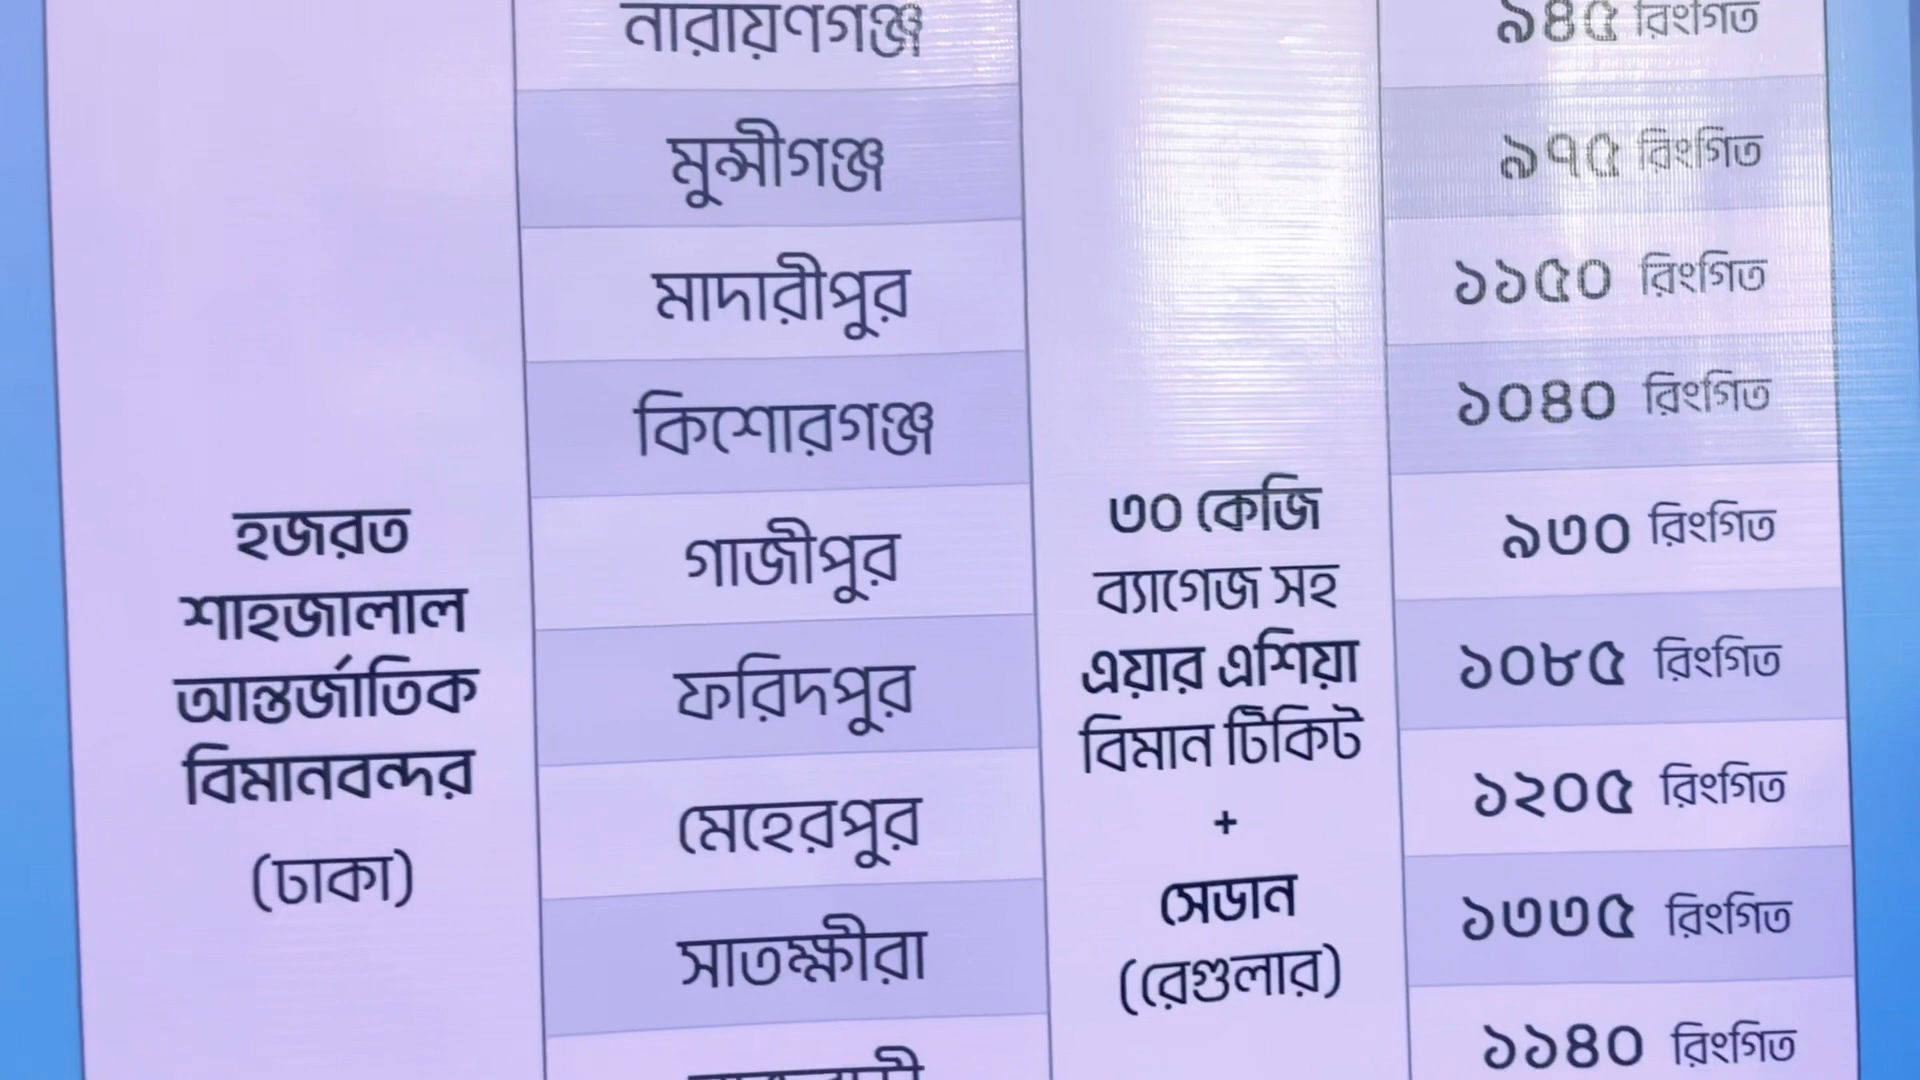 নারায়ণগঞ্জ
৯৪৫ রিংগিত
মুন্সীগঞ্জ
৯৭৫ রিংগিত
মাদারীপুর
১১৫০ রিংগিত
কিশোরগঞ্জ
১০৪০ রিংগিত
গাজীপুর
৯৩০ রিংগিত
ফরিদপুর
১০৮৫ রিংগিত
মেহেরপুর
১২০৫ রিংগিত
সাতক্ষীরা
১৩৩৫ রিংগিত
১১৪০ রিংগিত
হজরত
শাহজালাল
আন্তর্জাতিক
বিমানবন্দর
(ঢাকা)
৩০ কেজি
ব্যাগেজ সহ
এয়ার এশিয়া
বিমান টিকিট
+
সেডান
(রেগুলার)